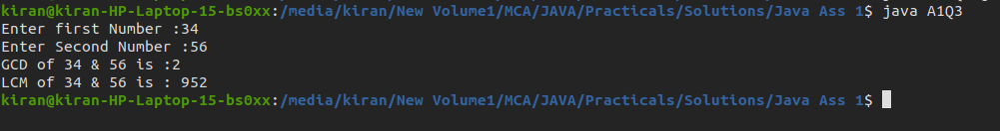 kiran@kiran-HP-Laptop-15-bs0xx:/media/kiran/New Volume1/MCA/JAVA/Practicals/Solutions/Java Ass 1$ java A1Q3
Enter first Number :34
Enter Second Number :56
GCD of 34 & 56 is :2
LCM of 34 & 56 is : 952
kiran@kiran-HP-Laptop-15-bs0xx:/media/kiran/New Volume1/MCA/JAVA/Practicals/Solutions/Java Ass 1$